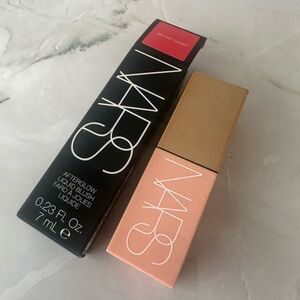 NARS
AFTERGLOW
LIQUID BLUSH
FARD À JOUES
LIQUIDE
0.23 Fl. Oz.
7 mL e
NARS